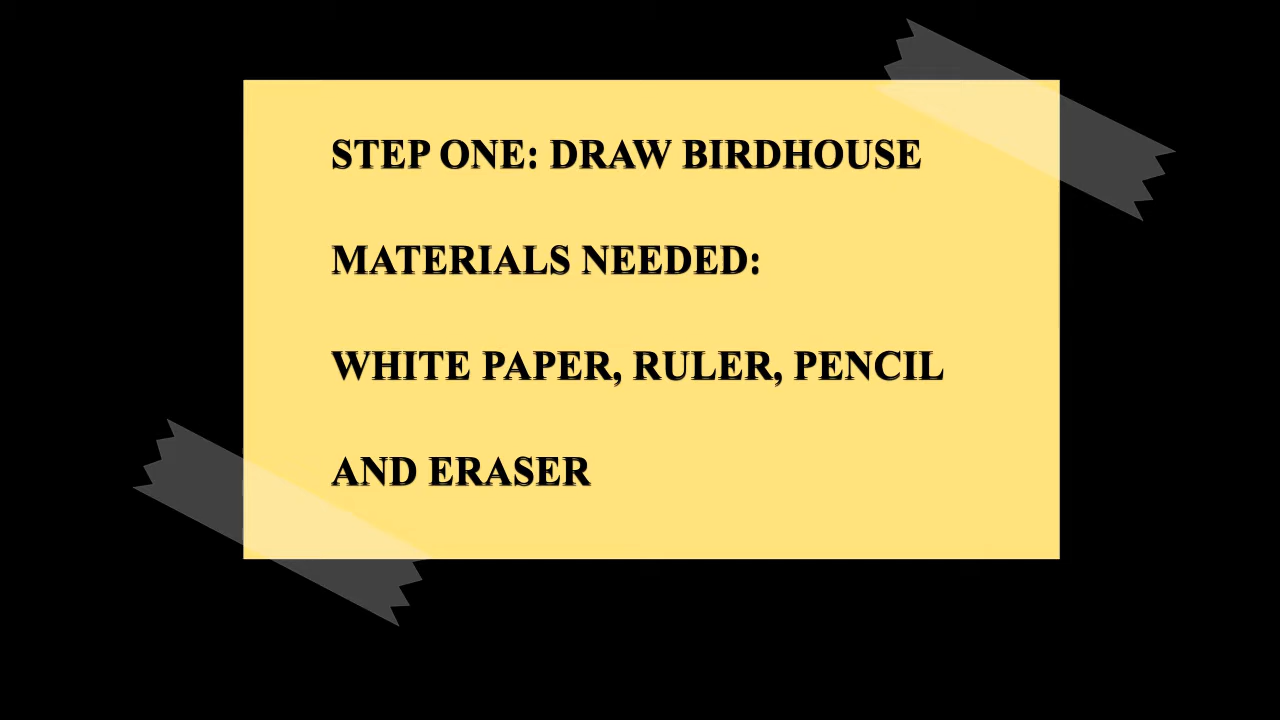 STEP ONE: DRAW BIRDHOUSE
MATERIALS NEEDED:
WHITE PAPER, RULER, PENCIL
AND ERASER